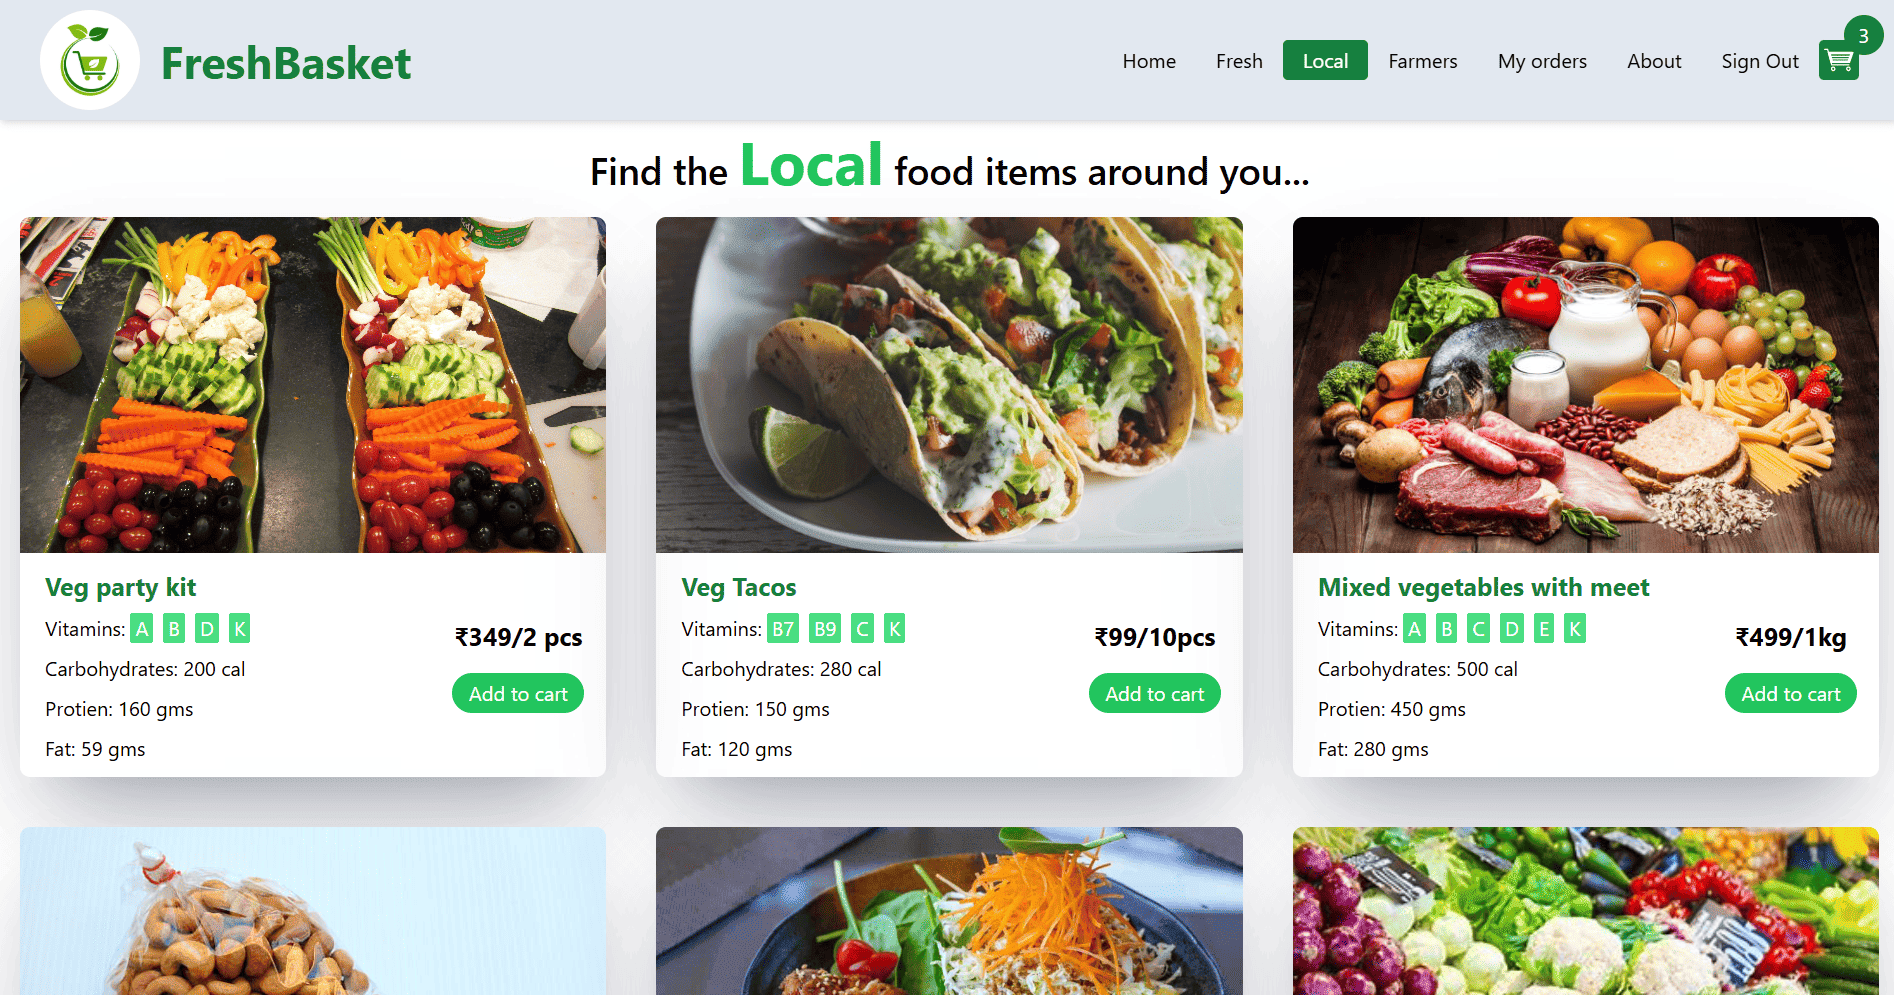 FreshBasket
Home Fresh Local Farmers My orders About Sign Out 3
Find the Local food items around you...
Veg party kit
Vitamins: A B D K
₹349/2 pcs
Carbohydrates: 200 cal
Add to cart
Protien: 160 gms
Fat: 59 gms
Veg Tacos
Vitamins: B7 B9 C K
₹99/10pcs
Carbohydrates: 280 cal
Add to cart
Protien: 150 gms
Fat: 120 gms
Mixed vegetables with meet
Vitamins: A B C D E K
₹499/1kg
Carbohydrates: 500 cal
Add to cart
Protien: 450 gms
Fat: 280 gms